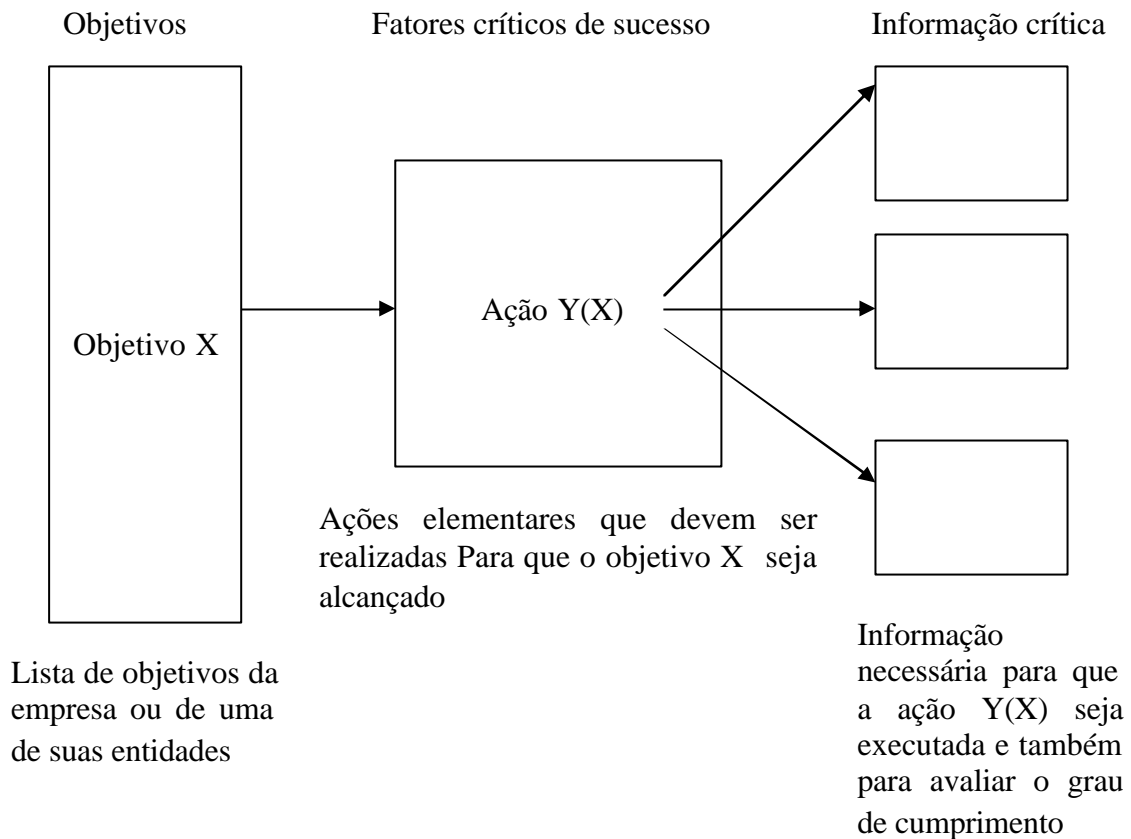 Objetivos
Fatores críticos de sucesso
Informação crítica
Objetivo X
Ação Y(X)
Ações elementares que devem ser
realizadas Para que o objetivo X seja
alcançado
Lista de objetivos da
empresa ou de uma
de suas entidades
Informação
necessária para que
a ação Y(X) seja
executada e também
para avaliar o grau
de cumprimento